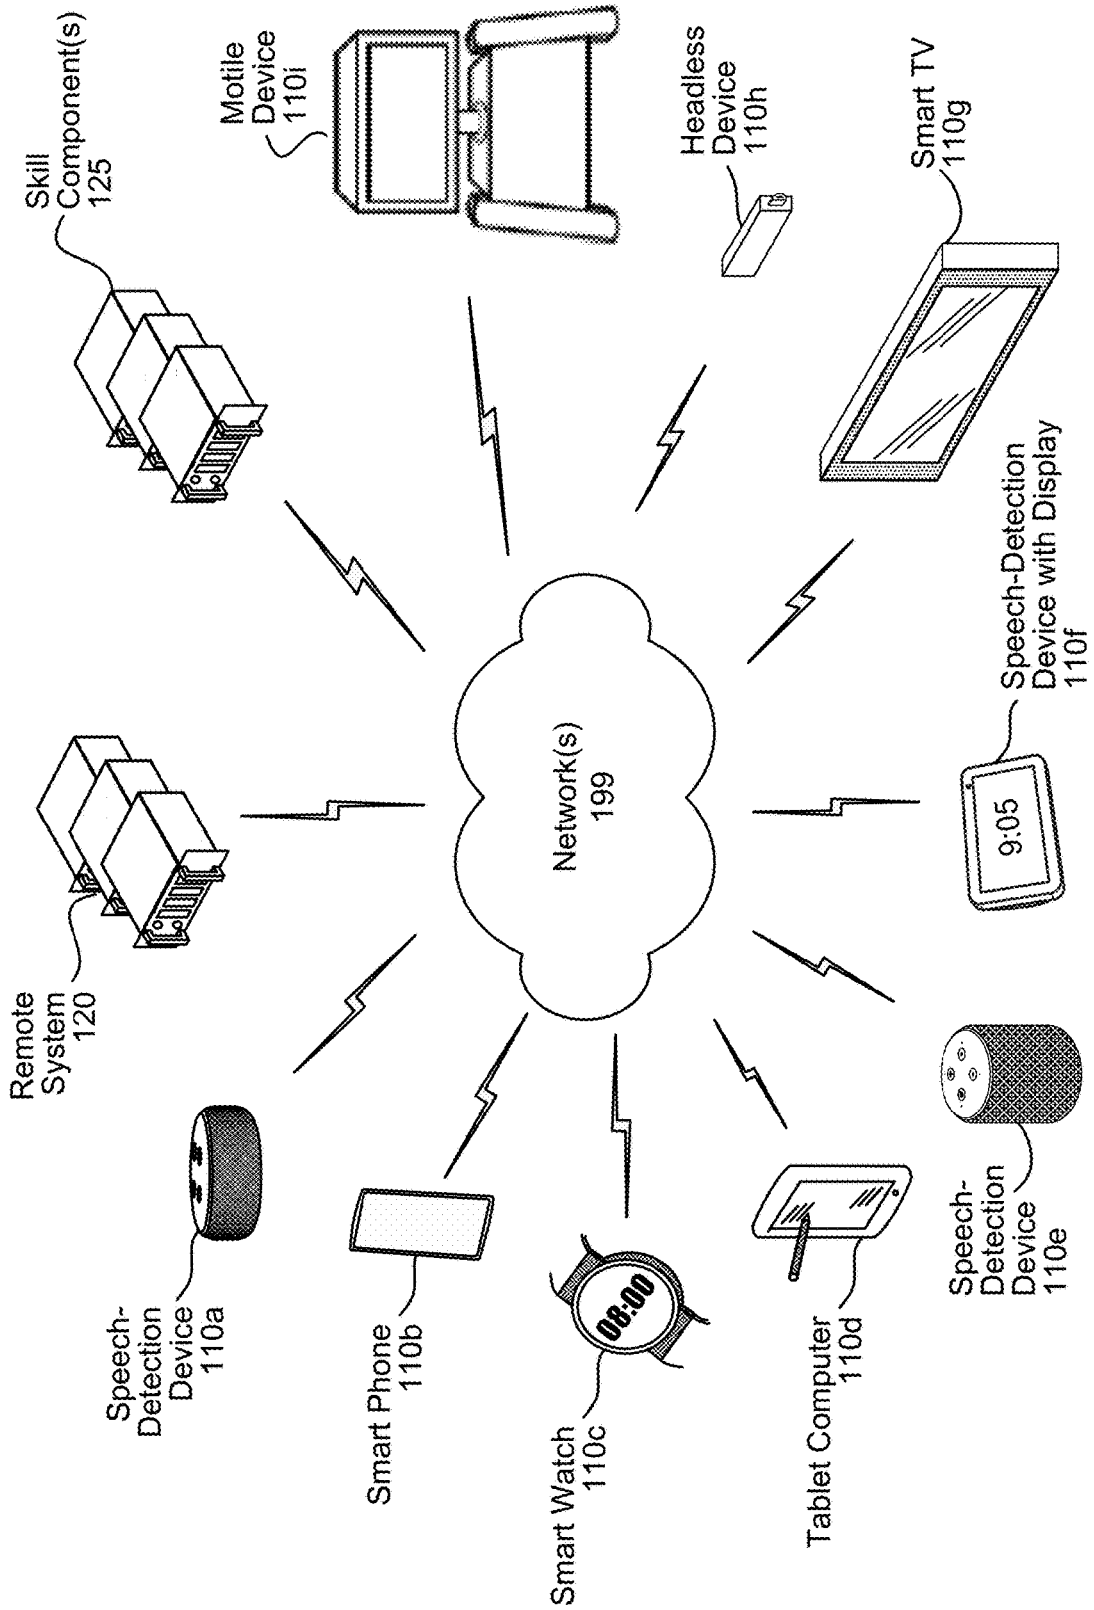 Remote
System
120
Skill
Component(s)
125
Speech-
Detection
Device
110a
Motile
Device
110i
Smart Phone
110b
Network(s)
199
Headless
Device
110h
Smart Watch
110c
08:00
Smart TV
110g
Tablet Computer
110d
Speech-
Detection
Device
110e
9:05
Speech-Detection
Device with Display
110f